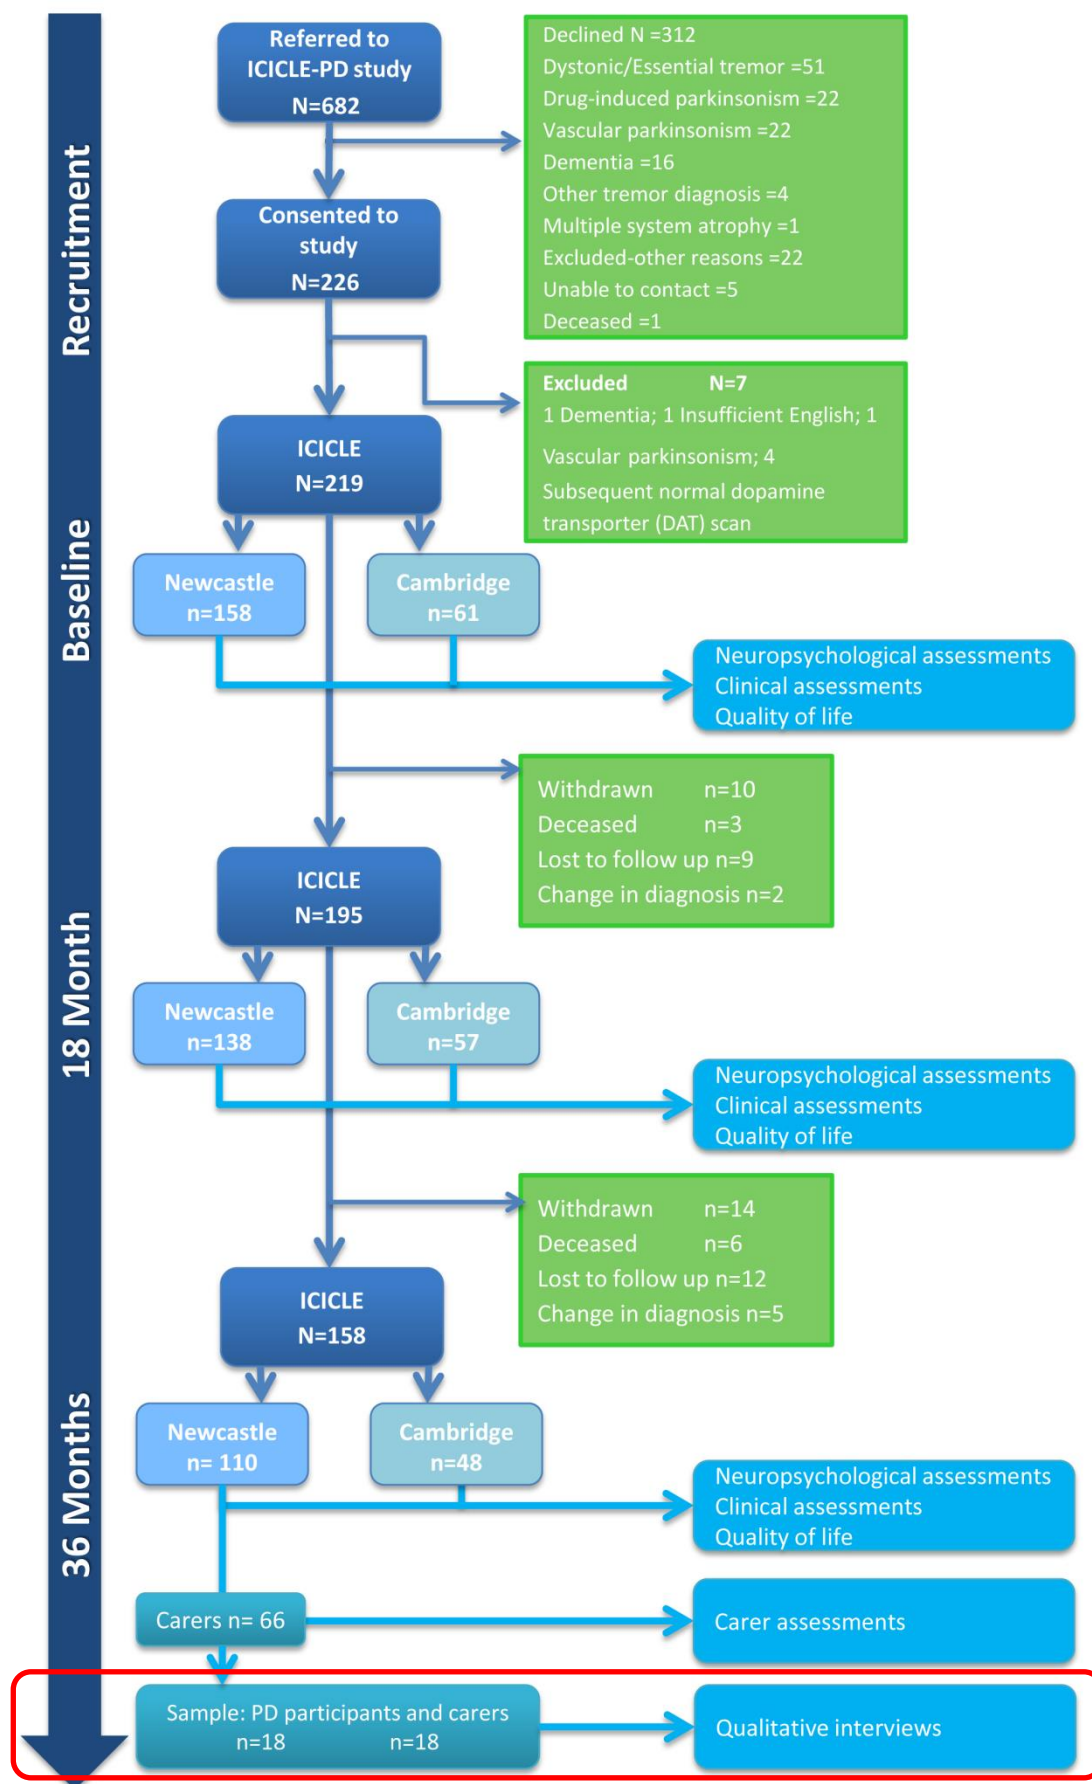 Recruitment
Baseline
18 Month
36 Months
Referred to
ICICLE-PD study
N=682
Declined N =312
Dystonic/Essential tremor =51
Drug-induced parkinsonism =22
Vascular parkinsonism =22
Dementia =16
Other tremor diagnosis =4
Multiple system atrophy =1
Excluded-other reasons =22
Unable to contact =5
Deceased =1
Consented to
study
N=226
Excluded N=7
1 Dementia; 1 Insufficient English; 1
Vascular parkinsonism; 4
Subsequent normal dopamine
transporter (DAT) scan
ICICLE
N=219
Newcastle
n=158
Cambridge
n=61
Neuropsychological assessments
Clinical assessments
Quality of life
Withdrawn n=10
Deceased n=3
Lost to follow up n=9
Change in diagnosis n=2
ICICLE
N=195
Newcastle
n=138
Cambridge
n=57
Neuropsychological assessments
Clinical assessments
Quality of life
Withdrawn n=14
Deceased n=6
Lost to follow up n=12
Change in diagnosis n=5
ICICLE
N=158
Newcastle
n= 110
Cambridge
n=48
Neuropsychological assessments
Clinical assessments
Quality of life
Carers n= 66
Carer assessments
Sample: PD participants and carers
n=18 n=18
Qualitative interviews